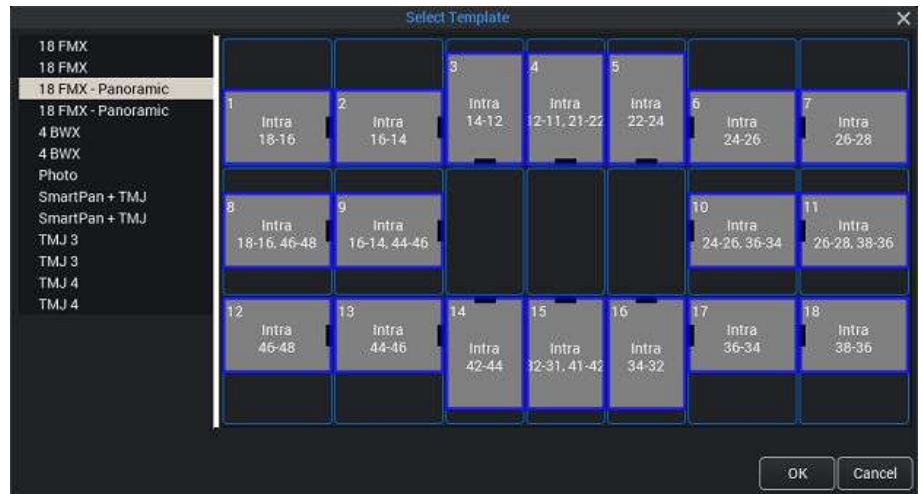 Select Template
18 FMX
18 FMX
18 FMX - Panoramic
18 FMX - Panoramic
4 BWX
4 BWX
Photo
SmartPan + TMJ
SmartPan + TMJ
TMJ 3
TMJ 3
TMJ 4
TMJ 4
1
Intra
18-16
2
Intra
16-14
3
Intra
14-12
4
Intra
12-11, 21-22
5
Intra
22-24
6
Intra
24-26
7
Intra
26-28
8
Intra
18-16, 46-48
9
Intra
16-14, 44-46
10
Intra
24-26, 36-34
11
Intra
26-28, 38-36
12
Intra
46-48
13
Intra
44-46
14
Intra
42-44
15
Intra
32-31, 41-42
16
Intra
34-32
17
Intra
36-34
18
Intra
38-36
OK
Cancel